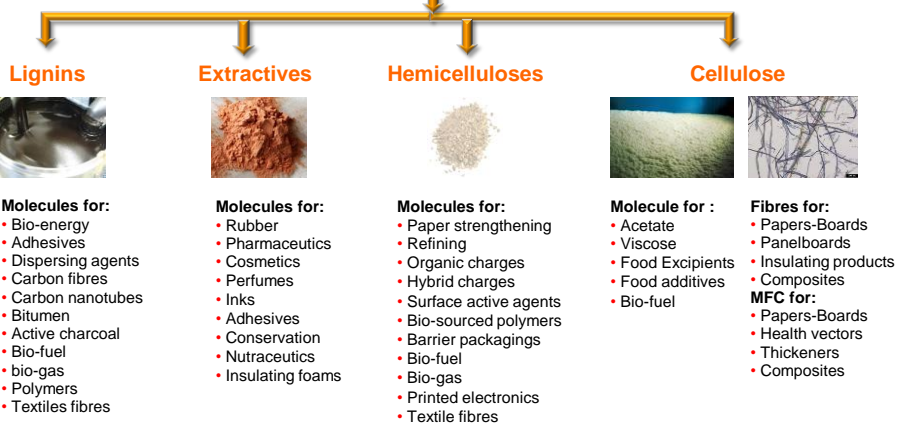 Lignins
Extractives
Hemicelluloses
Cellulose
Molecules for:
• Bio-energy
• Adhesives
• Dispersing agents
• Carbon fibres
• Carbon nanotubes
• Bitumen
• Active charcoal
• Bio-fuel
• bio-gas
• Polymers
• Textiles fibres
Molecules for:
• Rubber
• Pharmaceutics
• Cosmetics
• Perfumes
• Inks
• Adhesives
• Conservation
• Nutraceutics
• Insulating foams
Molecules for:
• Paper strengthening
• Refining
• Organic charges
• Hybrid charges
• Surface active agents
• Bio-sourced polymers
• Barrier packagings
• Bio-fuel
• Bio-gas
• Printed electronics
• Textile fibres
Molecule for :
• Acetate
• Viscose
• Food Excipients
• Food additives
• Bio-fuel
Fibres for:
• Papers-Boards
• Panelboards
• Insulating products
• Composites
MFC for:
• Papers-Boards
• Health vectors
• Thickeners
• Composites